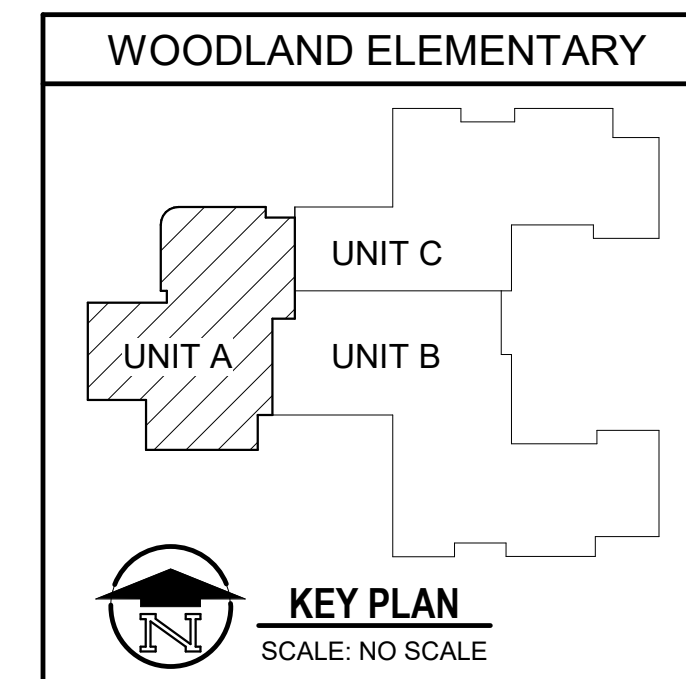 WOODLAND ELEMENTARY
UNIT C
UNIT A
UNIT B
N
KEY PLAN
SCALE: NO SCALE